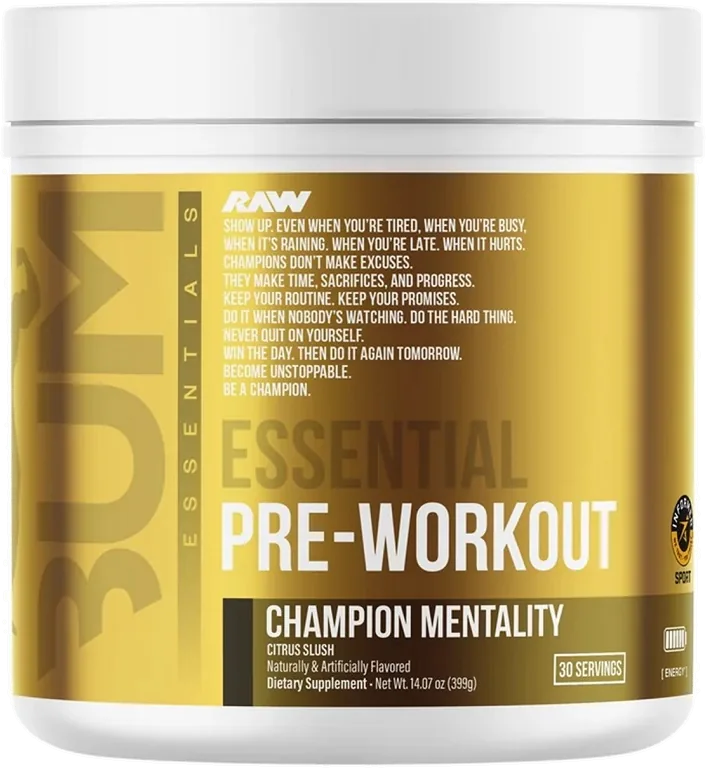 BUM
ESSENTIALS
RAW
SHOW UP. EVEN WHEN YOU'RE TIRED, WHEN YOU'RE BUSY,
WHEN IT'S RAINING. WHEN YOU'RE LATE. WHEN IT HURTS.
CHAMPIONS DON'T MAKE EXCUSES.
THEY MAKE TIME, SACRIFICES, AND PROGRESS.
KEEP YOUR ROUTINE. KEEP YOUR PROMISES.
DO IT WHEN NOBODY'S WATCHING. DO THE HARD THING.
NEVER QUIT ON YOURSELF.
WIN THE DAY. THEN DO IT AGAIN TOMORROW.
BECOME UNSTOPPABLE.
BE A CHAMPION.
ESSENTIAL
PRE-WORKOUT
SPORT
CHAMPION MENTALITY
CITRUS SLUSH
Naturally & Artificially Flavored
Dietary Supplement • Net Wt. 14.07 oz (399g)
30 SERVINGS
[ ENERGY ]